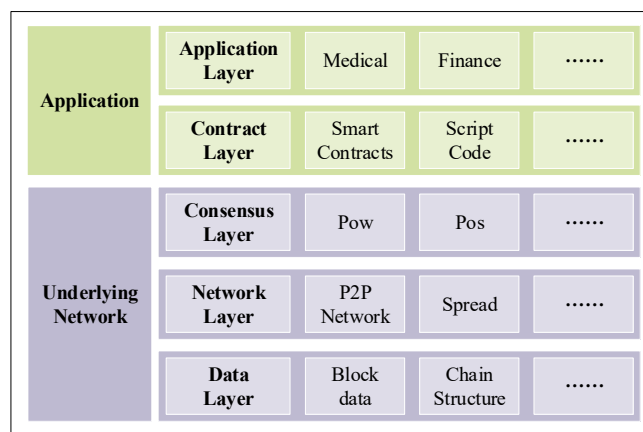 Application
Application
Layer
Medical
Finance
······
Contract
Layer
Smart
Contracts
Script
Code
······
Underlying
Network
Consensus
Layer
Pow
Pos
······
Network
Layer
P2P
Network
Spread
······
Data
Layer
Block
data
Chain
Structure
······